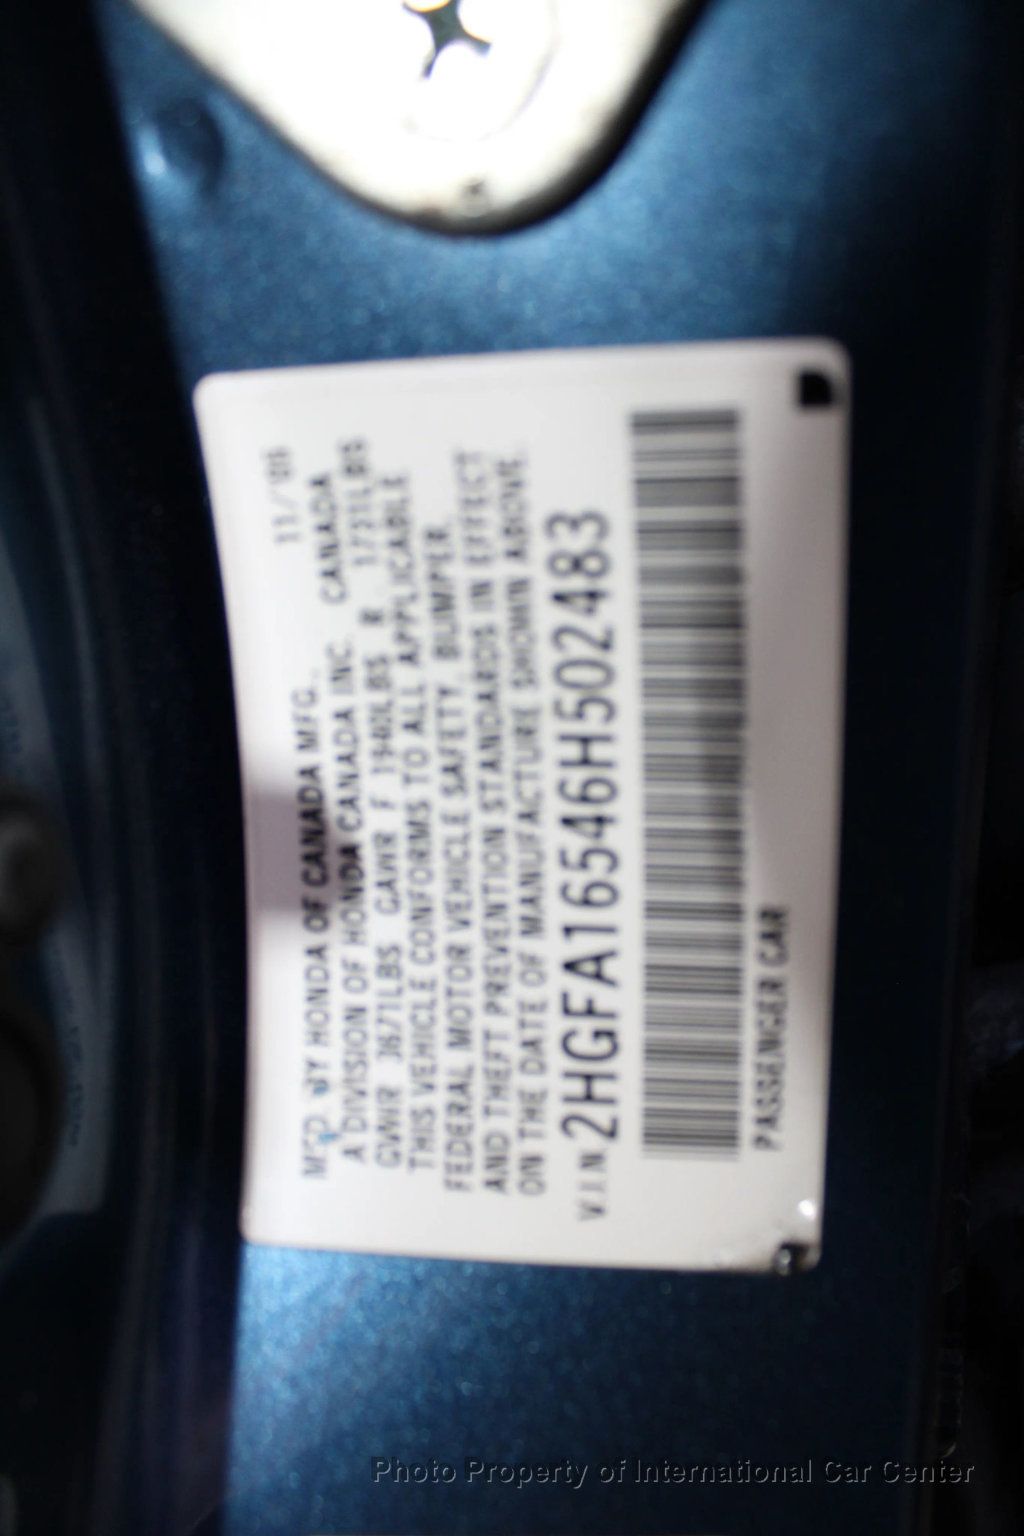 MFD. BY HONDA OF CANADA MFG., 11/05
A DIVISION OF HONDA CANADA INC. CANADA
GVWR 3671LBS GAWR F 1940LBS R 1731LBS
THIS VEHICLE CONFORMS TO ALL APPLICABLE
FEDERAL MOTOR VEHICLE SAFETY, BUMPER,
AND THEFT PREVENTION STANDARDS IN EFFECT
ON THE DATE OF MANUFACTURE SHOWN ABOVE.
V.I.N. 2HGFA16546H502483
PASSENGER CAR
Photo Property of International Car Center